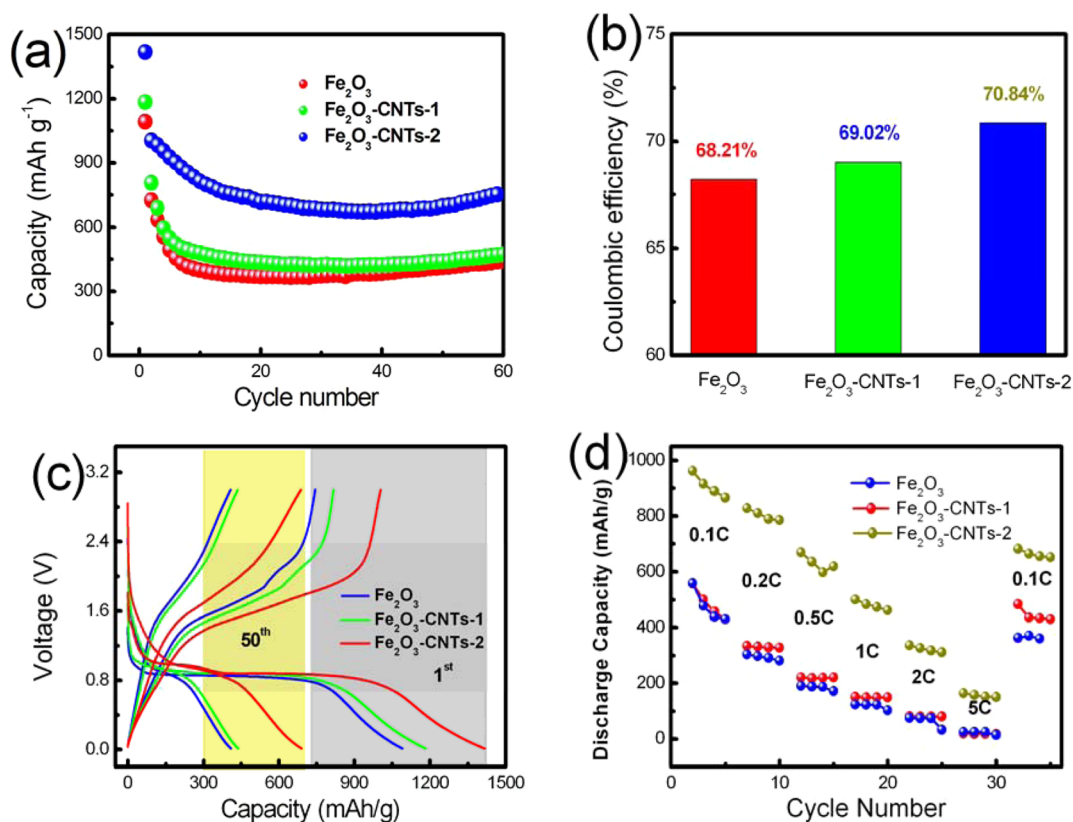 (a)
1500
1200
900
600
300
0
Capacity (mAh g⁻¹)
Fe₂O₃
Fe₂O₃-CNTs-1
Fe₂O₃-CNTs-2
0 20 40 60
Cycle number
(b)
75
70
65
60
Coulombic efficiency (%)
68.21%
69.02%
70.84%
Fe₂O₃ Fe₂O₃-CNTs-1 Fe₂O₃-CNTs-2
(c)
3.2
2.4
1.6
0.8
0.0
Voltage (V)
Fe₂O₃
Fe₂O₃-CNTs-1
Fe₂O₃-CNTs-2
50ᵗʰ
1ˢᵗ
0 300 600 900 1200 1500
Capacity (mAh/g)
(d)
1000
800
600
400
200
0
Discharge Capacity (mAh/g)
Fe₂O₃
Fe₂O₃-CNTs-1
Fe₂O₃-CNTs-2
0.1C
0.2C
0.5C
1C
2C
5C
0.1C
0 10 20 30
Cycle Number